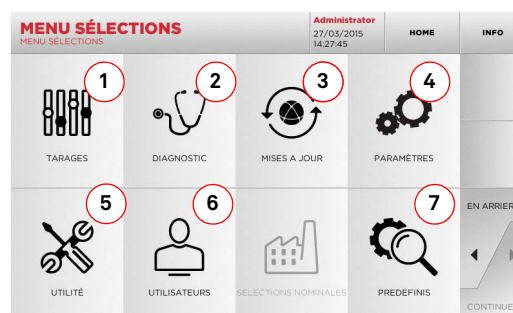 MENU SÉLECTIONS
MENU SÉLECTIONS
Administrator
27/03/2015
14:27:45
HOME
INFO
1
2
3
4
TARAGES
DIAGNOSTIC
MISES A JOUR
PARAMÈTRES
5
6
7
EN ARRIER
UTILITÉ
UTILISATEURS
SÉLECTIONS NOMINALES
PREDEFINIS
CONTINUE